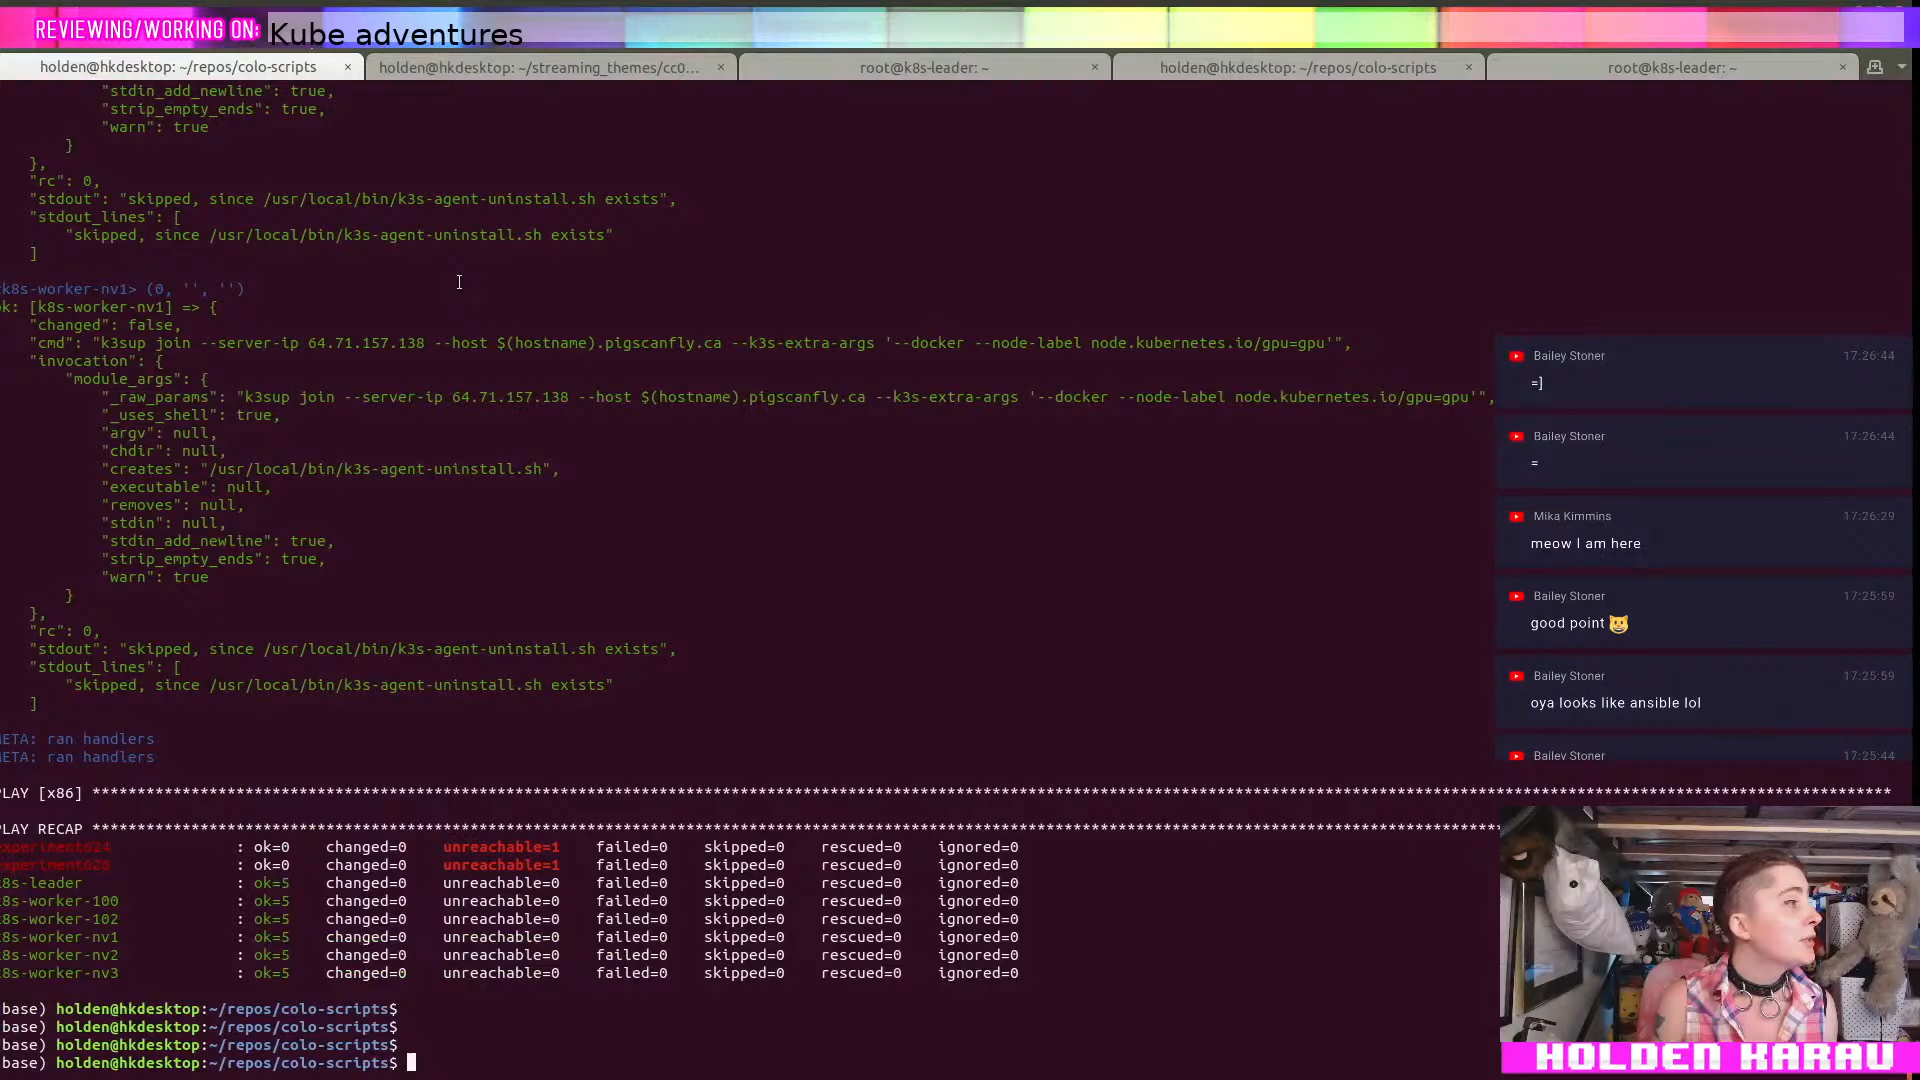 REVIEWING/WORKING ON: Kube adventures
holden@hkdesktop: ~/repos/colo-scripts × holden@hkdesktop: ~/streaming_themes/cc0... × root@k8s-leader: ~ × holden@hkdesktop: ~/repos/colo-scripts × root@k8s-leader: ~ ×
"stdin_add_newline": true,
"strip_empty_ends": true,
"warn": true
}
},
"rc": 0,
"stdout": "skipped, since /usr/local/bin/k3s-agent-uninstall.sh exists",
"stdout_lines": [
"skipped, since /usr/local/bin/k3s-agent-uninstall.sh exists"
]
k8s-worker-nv1> (0, '', '')
ok: [k8s-worker-nv1] => {
"changed": false,
"cmd": "k3sup join --server-ip 64.71.157.138 --host $(hostname).pigscanfly.ca --k3s-extra-args '--docker --node-label node.kubernetes.io/gpu=gpu'",
"invocation": {
"module_args": {
"_raw_params": "k3sup join --server-ip 64.71.157.138 --host $(hostname).pigscanfly.ca --k3s-extra-args '--docker --node-label node.kubernetes.io/gpu=gpu'",
"_uses_shell": true,
"argv": null,
"chdir": null,
"creates": "/usr/local/bin/k3s-agent-uninstall.sh",
"executable": null,
"removes": null,
"stdin": null,
"stdin_add_newline": true,
"strip_empty_ends": true,
"warn": true
}
},
"rc": 0,
"stdout": "skipped, since /usr/local/bin/k3s-agent-uninstall.sh exists",
"stdout_lines": [
"skipped, since /usr/local/bin/k3s-agent-uninstall.sh exists"
]
META: ran handlers
META: ran handlers
PLAY [x86] ****************************************************************
PLAY RECAP ****************************************************************
experiment624 : ok=0 changed=0 unreachable=1 failed=0 skipped=0 rescued=0 ignored=0
experiment626 : ok=0 changed=0 unreachable=1 failed=0 skipped=0 rescued=0 ignored=0
k8s-leader : ok=5 changed=0 unreachable=0 failed=0 skipped=0 rescued=0 ignored=0
k8s-worker-100 : ok=5 changed=0 unreachable=0 failed=0 skipped=0 rescued=0 ignored=0
k8s-worker-102 : ok=5 changed=0 unreachable=0 failed=0 skipped=0 rescued=0 ignored=0
k8s-worker-nv1 : ok=5 changed=0 unreachable=0 failed=0 skipped=0 rescued=0 ignored=0
k8s-worker-nv2 : ok=5 changed=0 unreachable=0 failed=0 skipped=0 rescued=0 ignored=0
k8s-worker-nv3 : ok=5 changed=0 unreachable=0 failed=0 skipped=0 rescued=0 ignored=0
base) holden@hkdesktop:~/repos/colo-scripts$
base) holden@hkdesktop:~/repos/colo-scripts$
base) holden@hkdesktop:~/repos/colo-scripts$
base) holden@hkdesktop:~/repos/colo-scripts$
Bailey Stoner 17:26:44
=]
Bailey Stoner 17:26:44
=
Mika Kimmins 17:26:29
meow I am here
Bailey Stoner 17:25:59
good point 😺
Bailey Stoner 17:25:59
oya looks like ansible lol
Bailey Stoner 17:25:44
HOLDEN KARAU